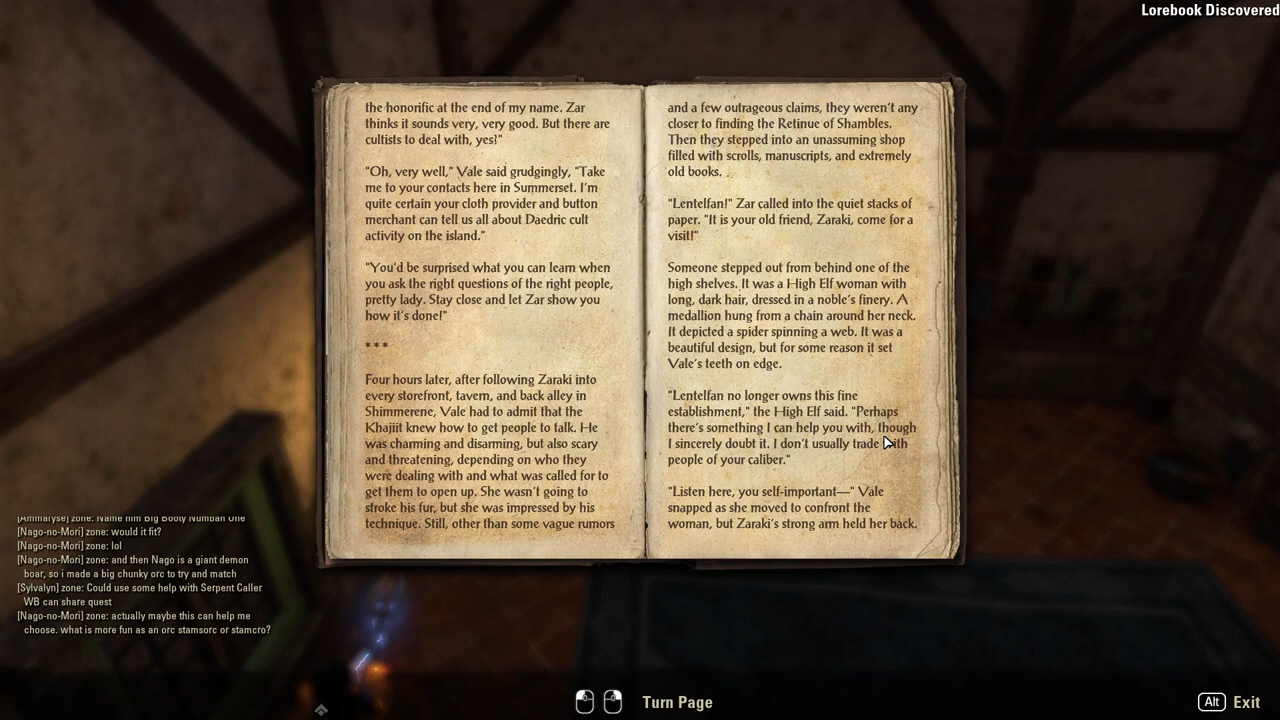 Lorebook Discovered
the honorific at the end of my name. Zar
thinks it sounds very, very good. But there are
cultists to deal with, yes!"
"Oh, very well," Vale said grudgingly, "Take
me to your contacts here in Summerset. I'm
quite certain your cloth provider and button
merchant can tell us all about Daedric cult
activity on the island."
"You'd be surprised what you can learn when
you ask the right questions of the right people,
pretty lady. Stay close and let Zar show you
how it's done!"
* * *
Four hours later, after following Zaraki into
every storefront, tavern, and back alley in
Shimmerene, Vale had to admit that the
Khajiit knew how to get people to talk. He
was charming and disarming, but also scary
and threatening, depending on who they
were dealing with and what was called for to
get them to open up. She wasn't going to
stroke his fur, but she was impressed by his
technique. Still, other than some vague rumors
and a few outrageous claims, they weren't any
closer to finding the Retinue of Shambles.
Then they stepped into an unassuming shop
filled with scrolls, manuscripts, and extremely
old books.
"Lentelfan!" Zar called into the quiet stacks of
paper. "It is your old friend, Zaraki, come for a
visit!"
Someone stepped out from behind one of the
high shelves. It was a High Elf woman with
long, dark hair, dressed in a noble's finery. A
medallion hung from a chain around her neck.
It depicted a spider spinning a web. It was a
beautiful design, but for some reason it set
Vale's teeth on edge.
"Lentelfan no longer owns this fine
establishment," the High Elf said. "Perhaps
there's something I can help you with, though
I sincerely doubt it. I don't usually trade with
people of your caliber."
"Listen here, you self-important—" Vale
snapped as she moved to confront the
woman, but Zaraki's strong arm held her back.
[Ammaryse] zone: Name him Big Booty Numbah One
[Nago-no-Mori] zone: would it fit?
[Nago-no-Mori] zone: lol
[Nago-no-Mori] zone: and then Nago is a giant demon
boar, so i made a big chunky orc to try and match
[Sylvalyn] zone: Could use some help with Serpent Caller
WB can share quest
[Nago-no-Mori] zone: actually maybe this can help me
choose. what is more fun as an orc stamsorc or stamcro?
Turn Page
Alt Exit